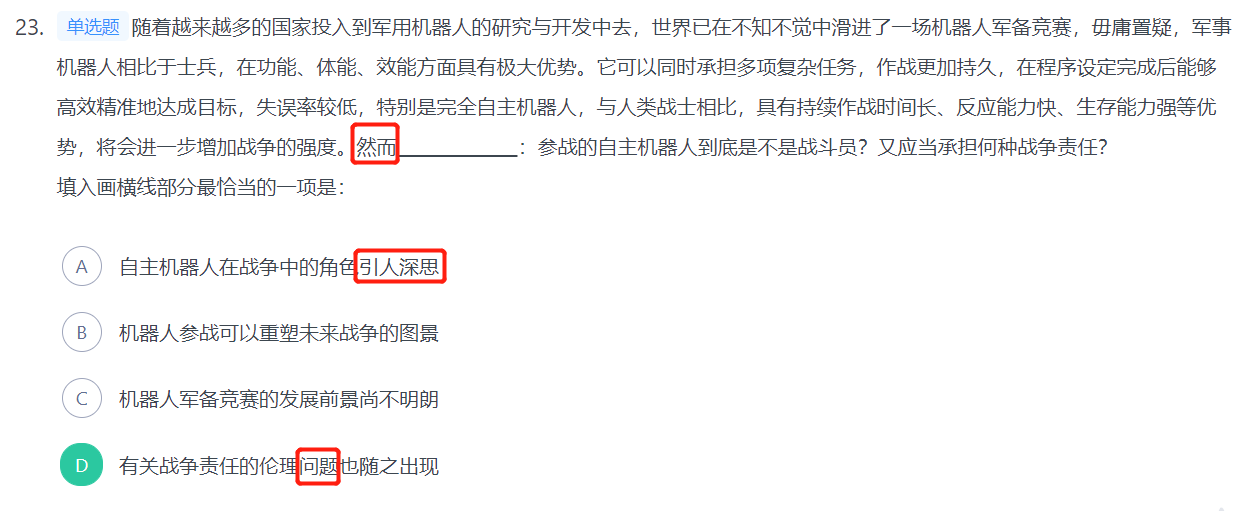 23. 单选题 随着越来越多的国家投入到军用机器人的研究与开发中去，世界已在不知不觉中滑进了一场机器人军备竞赛，毋庸置疑，军事
机器人相比于士兵，在功能、体能、效能方面具有极大优势。它可以同时承担多项复杂任务，作战更加持久，在程序设定完成后能够
高效精准地达成目标，失误率较低，特别是完全自主机器人，与人类战士相比，具有持续作战时间长、反应能力快、生存能力强等优
势，将会进一步增加战争的强度。然而____________：参战的自主机器人到底是不是战斗员？又应当承担何种战争责任？
填入画横线部分最恰当的一项是：
A 自主机器人在战争中的角色引人深思
B 机器人参战可以重塑未来战争的图景
C 机器人军备竞赛的发展前景尚不明朗
D 有关战争责任的伦理问题也随之出现